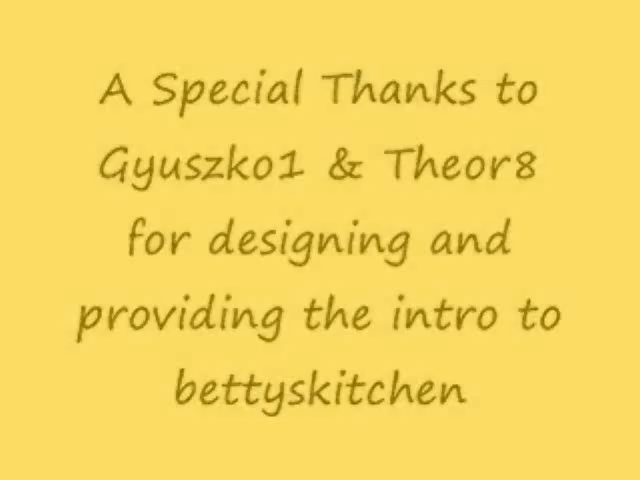 A Special Thanks to
Gyuszko1 & Theor8
for designing and
providing the intro to
bettyskitchen